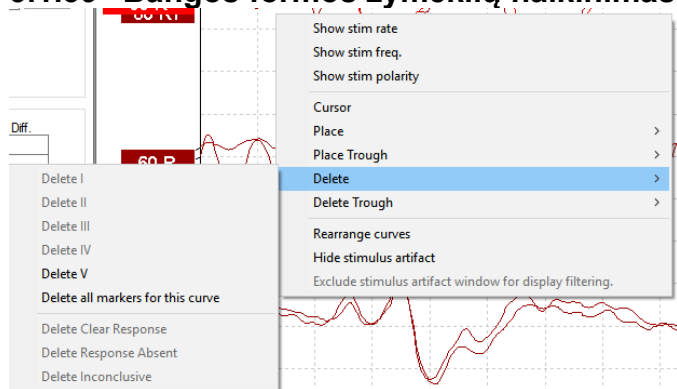 Show stim rate
Show stim freq.
Show stim polarity
Cursor
Place
Place Trough
Delete
Delete Trough
Rearrange curves
Hide stimulus artifact
Exclude stimulus artifact window for display filtering.
Diff.
60 R
Delete I
Delete II
Delete III
Delete IV
Delete V
Delete all markers for this curve
Delete Clear Response
Delete Response Absent
Delete Inconclusive